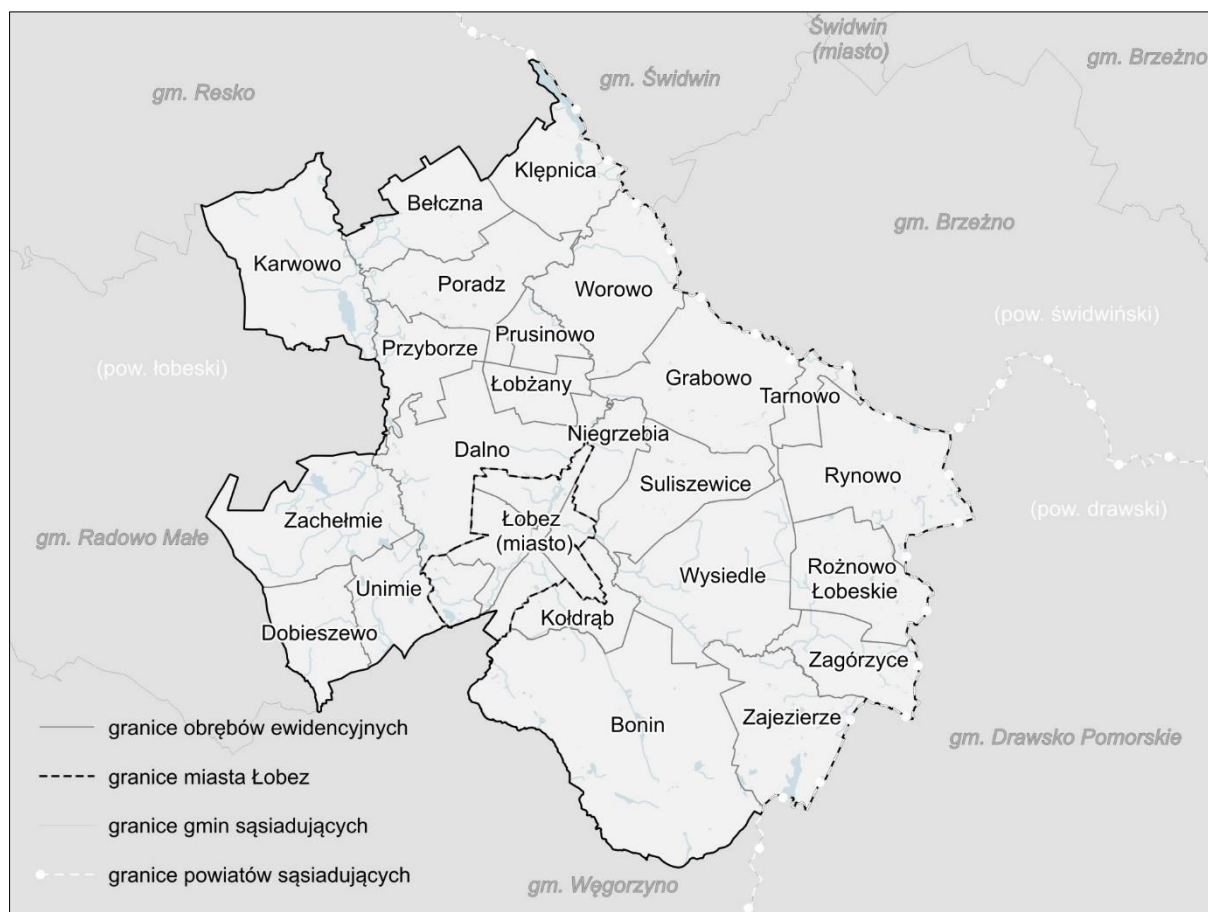 Świdwin
(miasto)
gm. Brzeżno
gm. Świdwin
gm. Resko
Klępnica
Bełczna
gm. Brzeżno
Karwowo
Poradz
Worowo
(pow. świdwiński)
Prusinowo
Przyborze
(pow. łobeski)
Grabowo
Łobżany
Tarnowo
Niegrzebia
Dalno
Rynowo
Suliszewice
(pow. drawski)
Zachełmie
Łobez
(miasto)
gm. Radowo Małe
Wysiedle
Rożnowo
Łobeskie
Unimie
Kołdrąb
Dobieszewo
Zagórzyce
Bonin
Zajezierze
gm. Drawsko Pomorskie
granice obrębów ewidencyjnych
granice miasta Łobez
granice gmin sąsiadujących
granice powiatów sąsiadujących
gm. Węgorzyno